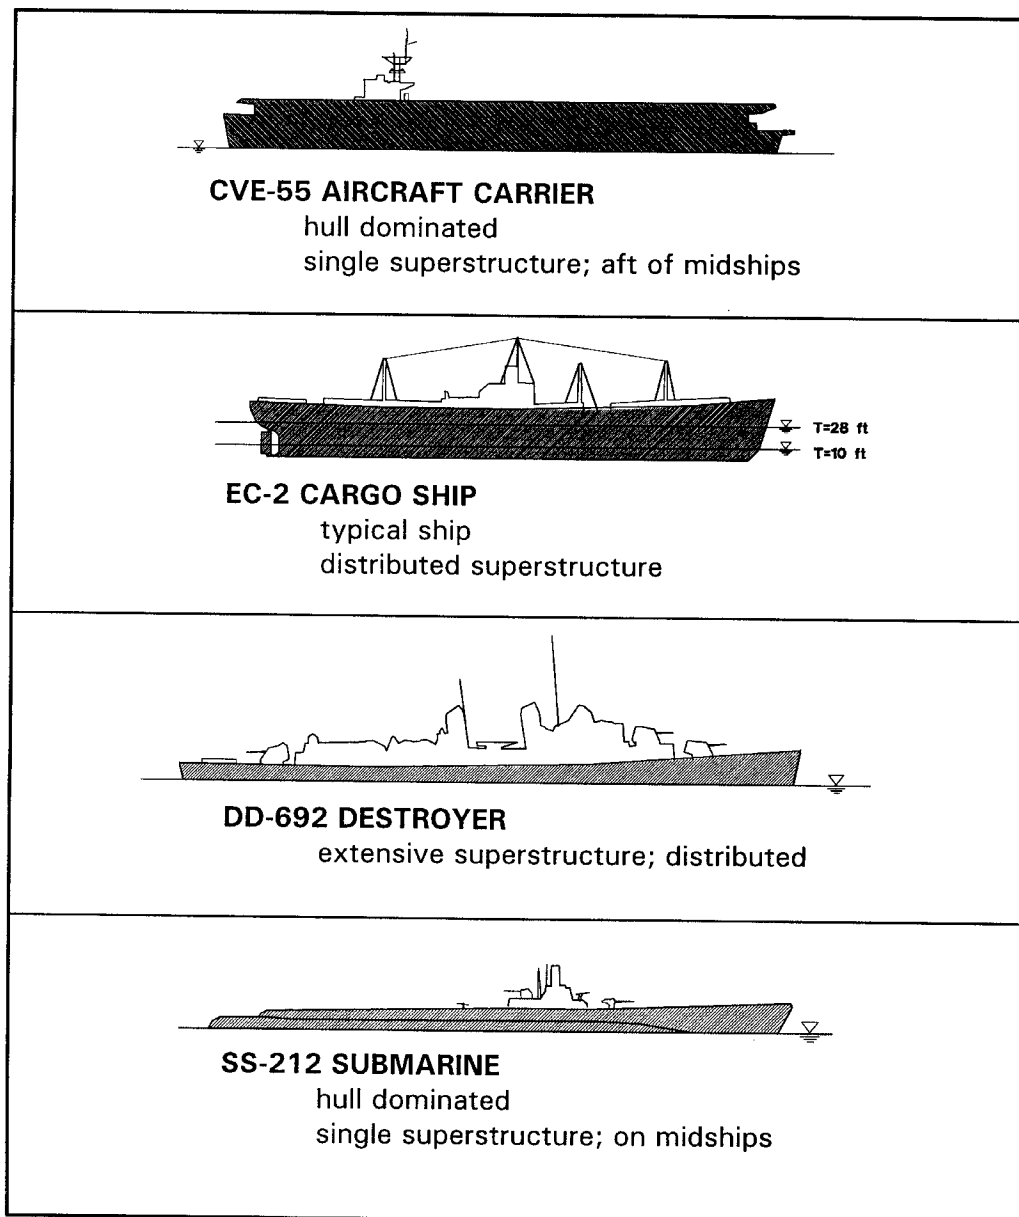 CVE-55 AIRCRAFT CARRIER
hull dominated
single superstructure; aft of midships
T=28 ft
T=10 ft
EC-2 CARGO SHIP
typical ship
distributed superstructure
DD-692 DESTROYER
extensive superstructure; distributed
SS-212 SUBMARINE
hull dominated
single superstructure; on midships